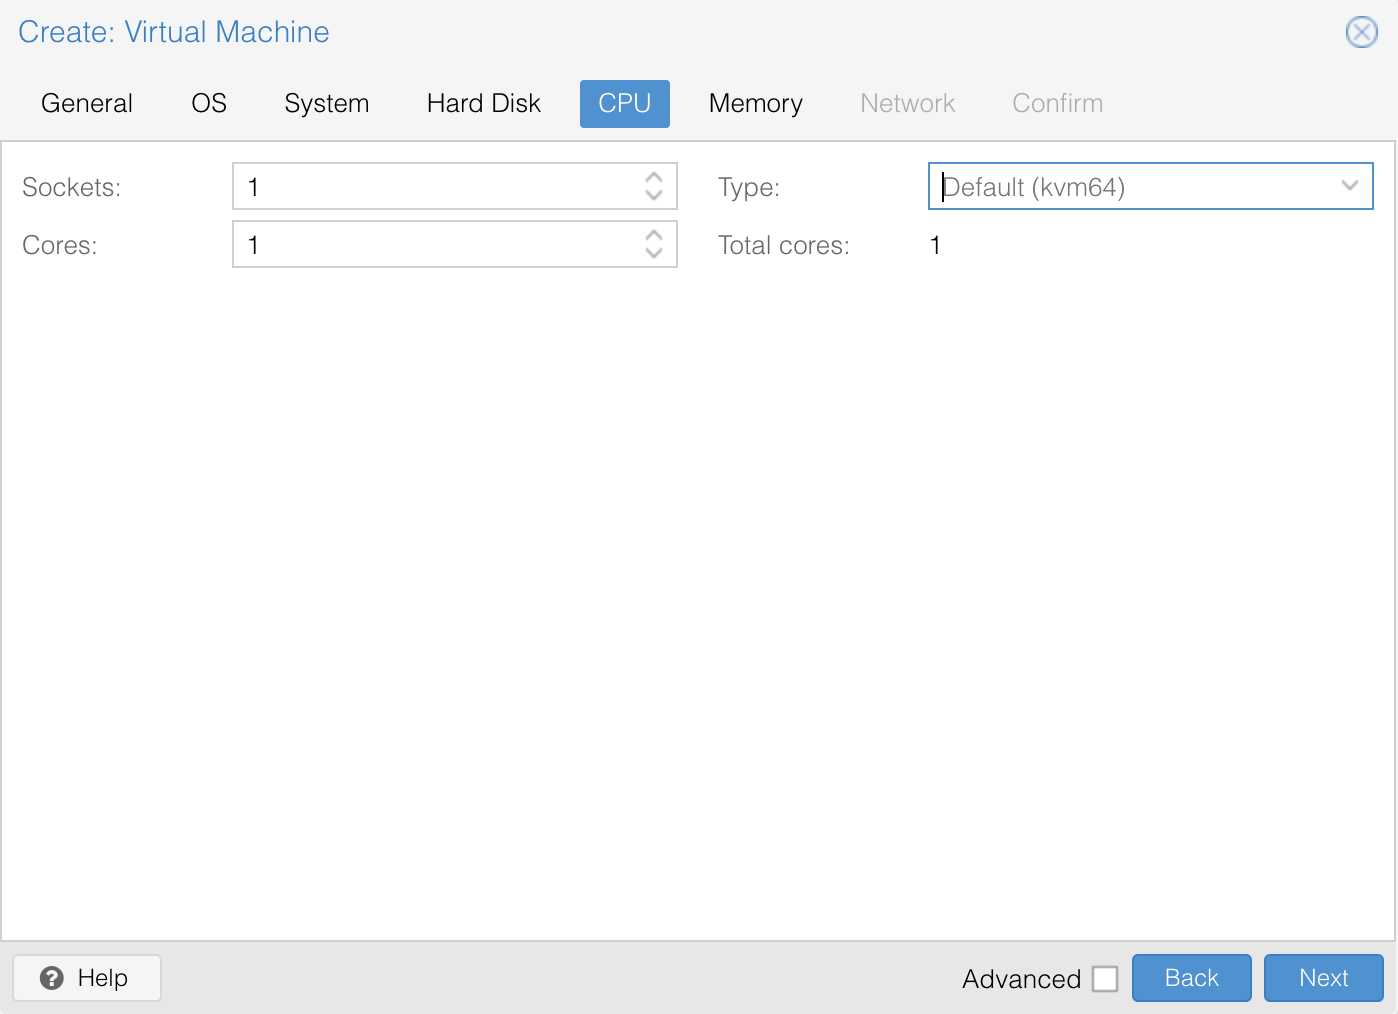 Create: Virtual Machine
General OS System Hard Disk CPU Memory Network Confirm
Sockets: 1 Type: Default (kvm64)
Cores: 1 Total cores: 1
Help Advanced Back Next